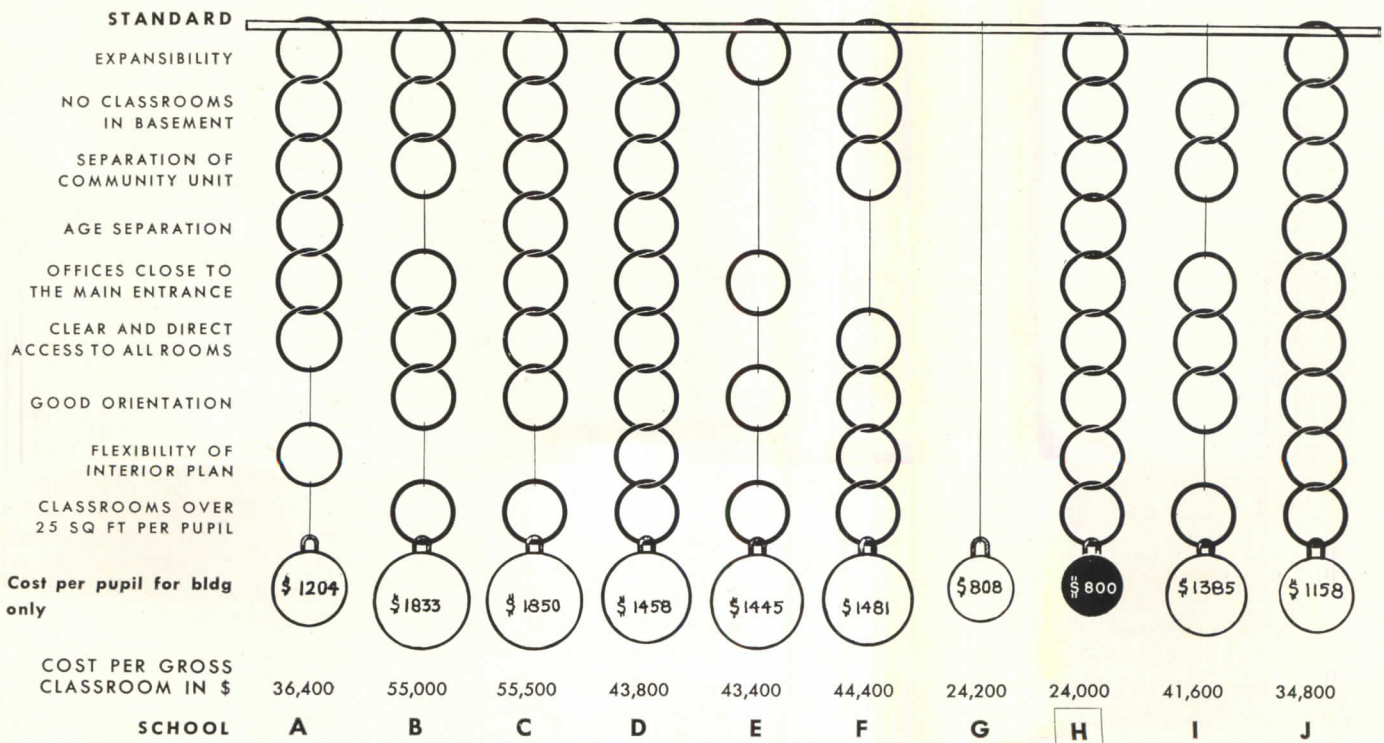 STANDARD
EXPANSIBILITY
NO CLASSROOMS
IN BASEMENT
SEPARATION OF
COMMUNITY UNIT
AGE SEPARATION
OFFICES CLOSE TO
THE MAIN ENTRANCE
CLEAR AND DIRECT
ACCESS TO ALL ROOMS
GOOD ORIENTATION
FLEXIBILITY OF
INTERIOR PLAN
CLASSROOMS OVER
25 SQ FT PER PUPIL
Cost per pupil for bldg
only
$ 1204 $ 1833 $ 1850 $ 1458 $ 1445 $ 1481 $ 808 $ 800 $ 1385 $ 1158
COST PER GROSS
CLASSROOM IN $ 36,400 55,000 55,500 43,800 43,400 44,400 24,200 24,000 41,600 34,800
SCHOOL A B C D E F G H I J